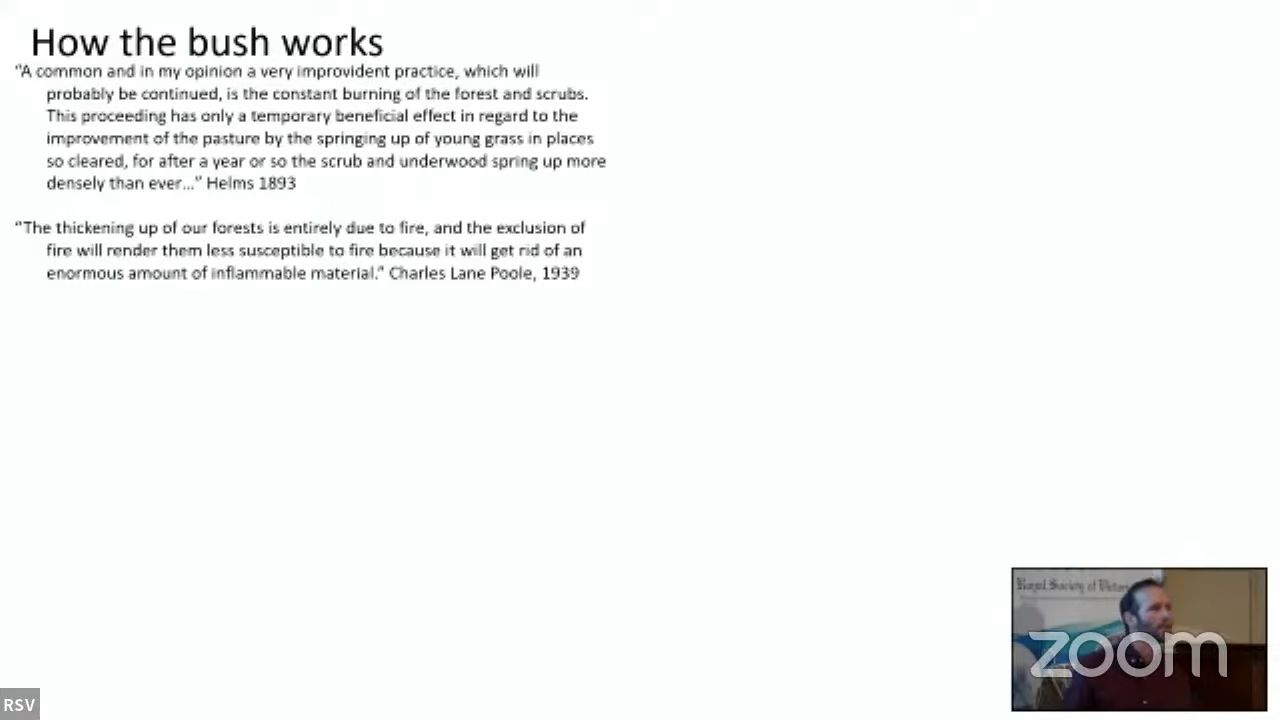 How the bush works
“A common and in my opinion a very improvident practice, which will
probably be continued, is the constant burning of the forest and scrubs.
This proceeding has only a temporary beneficial effect in regard to the
improvement of the pasture by the springing up of young grass in places
so cleared, for after a year or so the scrub and underwood spring up more
densely than ever...” Helms 1893
“The thickening up of our forests is entirely due to fire, and the exclusion of
fire will render them less susceptible to fire because it will get rid of an
enormous amount of inflammable material.” Charles Lane Poole, 1939
Royal Society of
zoom
RSV